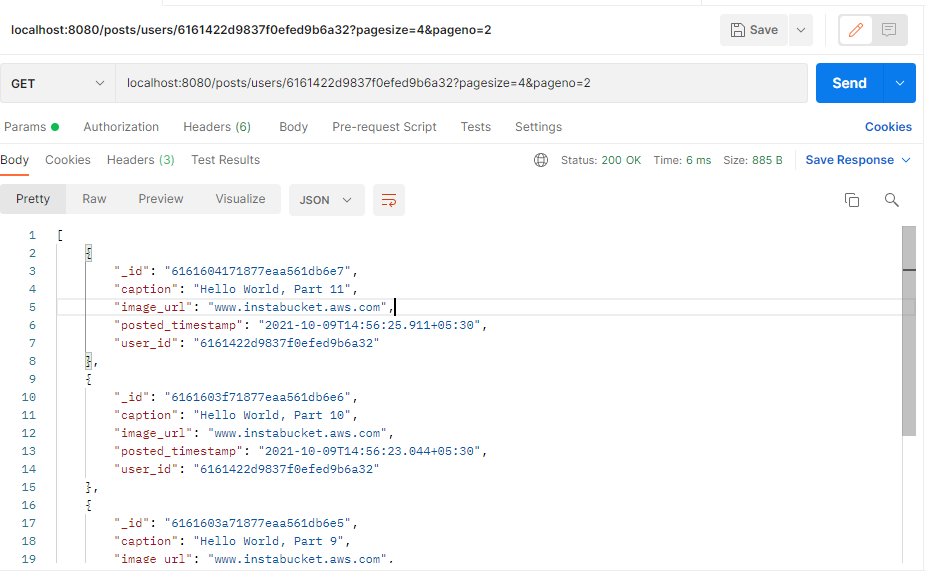 localhost:8080/posts/users/6161422d9837f0efed9b6a32?pagesize=4&pageno=2 Save
GET localhost:8080/posts/users/6161422d9837f0efed9b6a32?pagesize=4&pageno=2 Send
Params Authorization Headers (6) Body Pre-request Script Tests Settings Cookies
Body Cookies Headers (3) Test Results Status: 200 OK Time: 6 ms Size: 885 B Save Response
Pretty Raw Preview Visualize JSON
1 [
2 {
3 "_id": "6161604171877eaa561db6e7",
4 "caption": "Hello World, Part 11",
5 "image_url": "www.instabucket.aws.com",
6 "posted_timestamp": "2021-10-09T14:56:25.911+05:30",
7 "user_id": "6161422d9837f0efed9b6a32"
8 },
9 {
10 "_id": "6161603f71877eaa561db6e6",
11 "caption": "Hello World, Part 10",
12 "image_url": "www.instabucket.aws.com",
13 "posted_timestamp": "2021-10-09T14:56:23.044+05:30",
14 "user_id": "6161422d9837f0efed9b6a32"
15 },
16 {
17 "_id": "6161603a71877eaa561db6e5",
18 "caption": "Hello World, Part 9",
19 "image_url": "www.instabucket.aws.com",